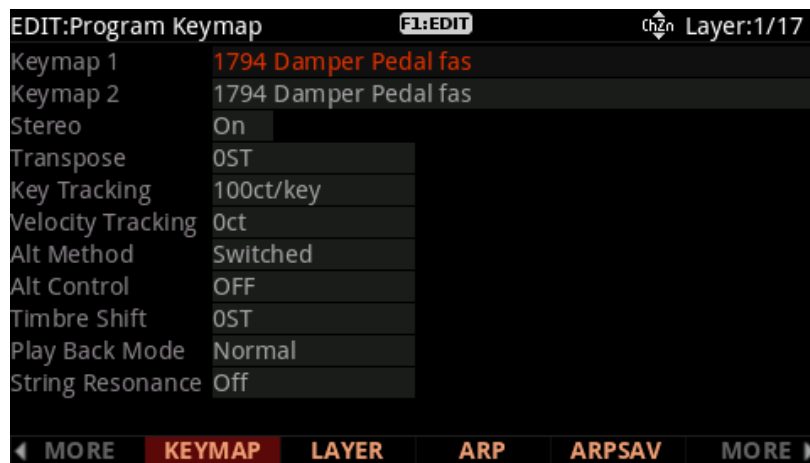 EDIT:Program Keymap F1:EDIT ChZn Layer:1/17
Keymap 1 1794 Damper Pedal fas
Keymap 2 1794 Damper Pedal fas
Stereo On
Transpose 0ST
Key Tracking 100ct/key
Velocity Tracking 0ct
Alt Method Switched
Alt Control OFF
Timbre Shift 0ST
Play Back Mode Normal
String Resonance Off
MORE KEYMAP LAYER ARP ARPSAV MORE